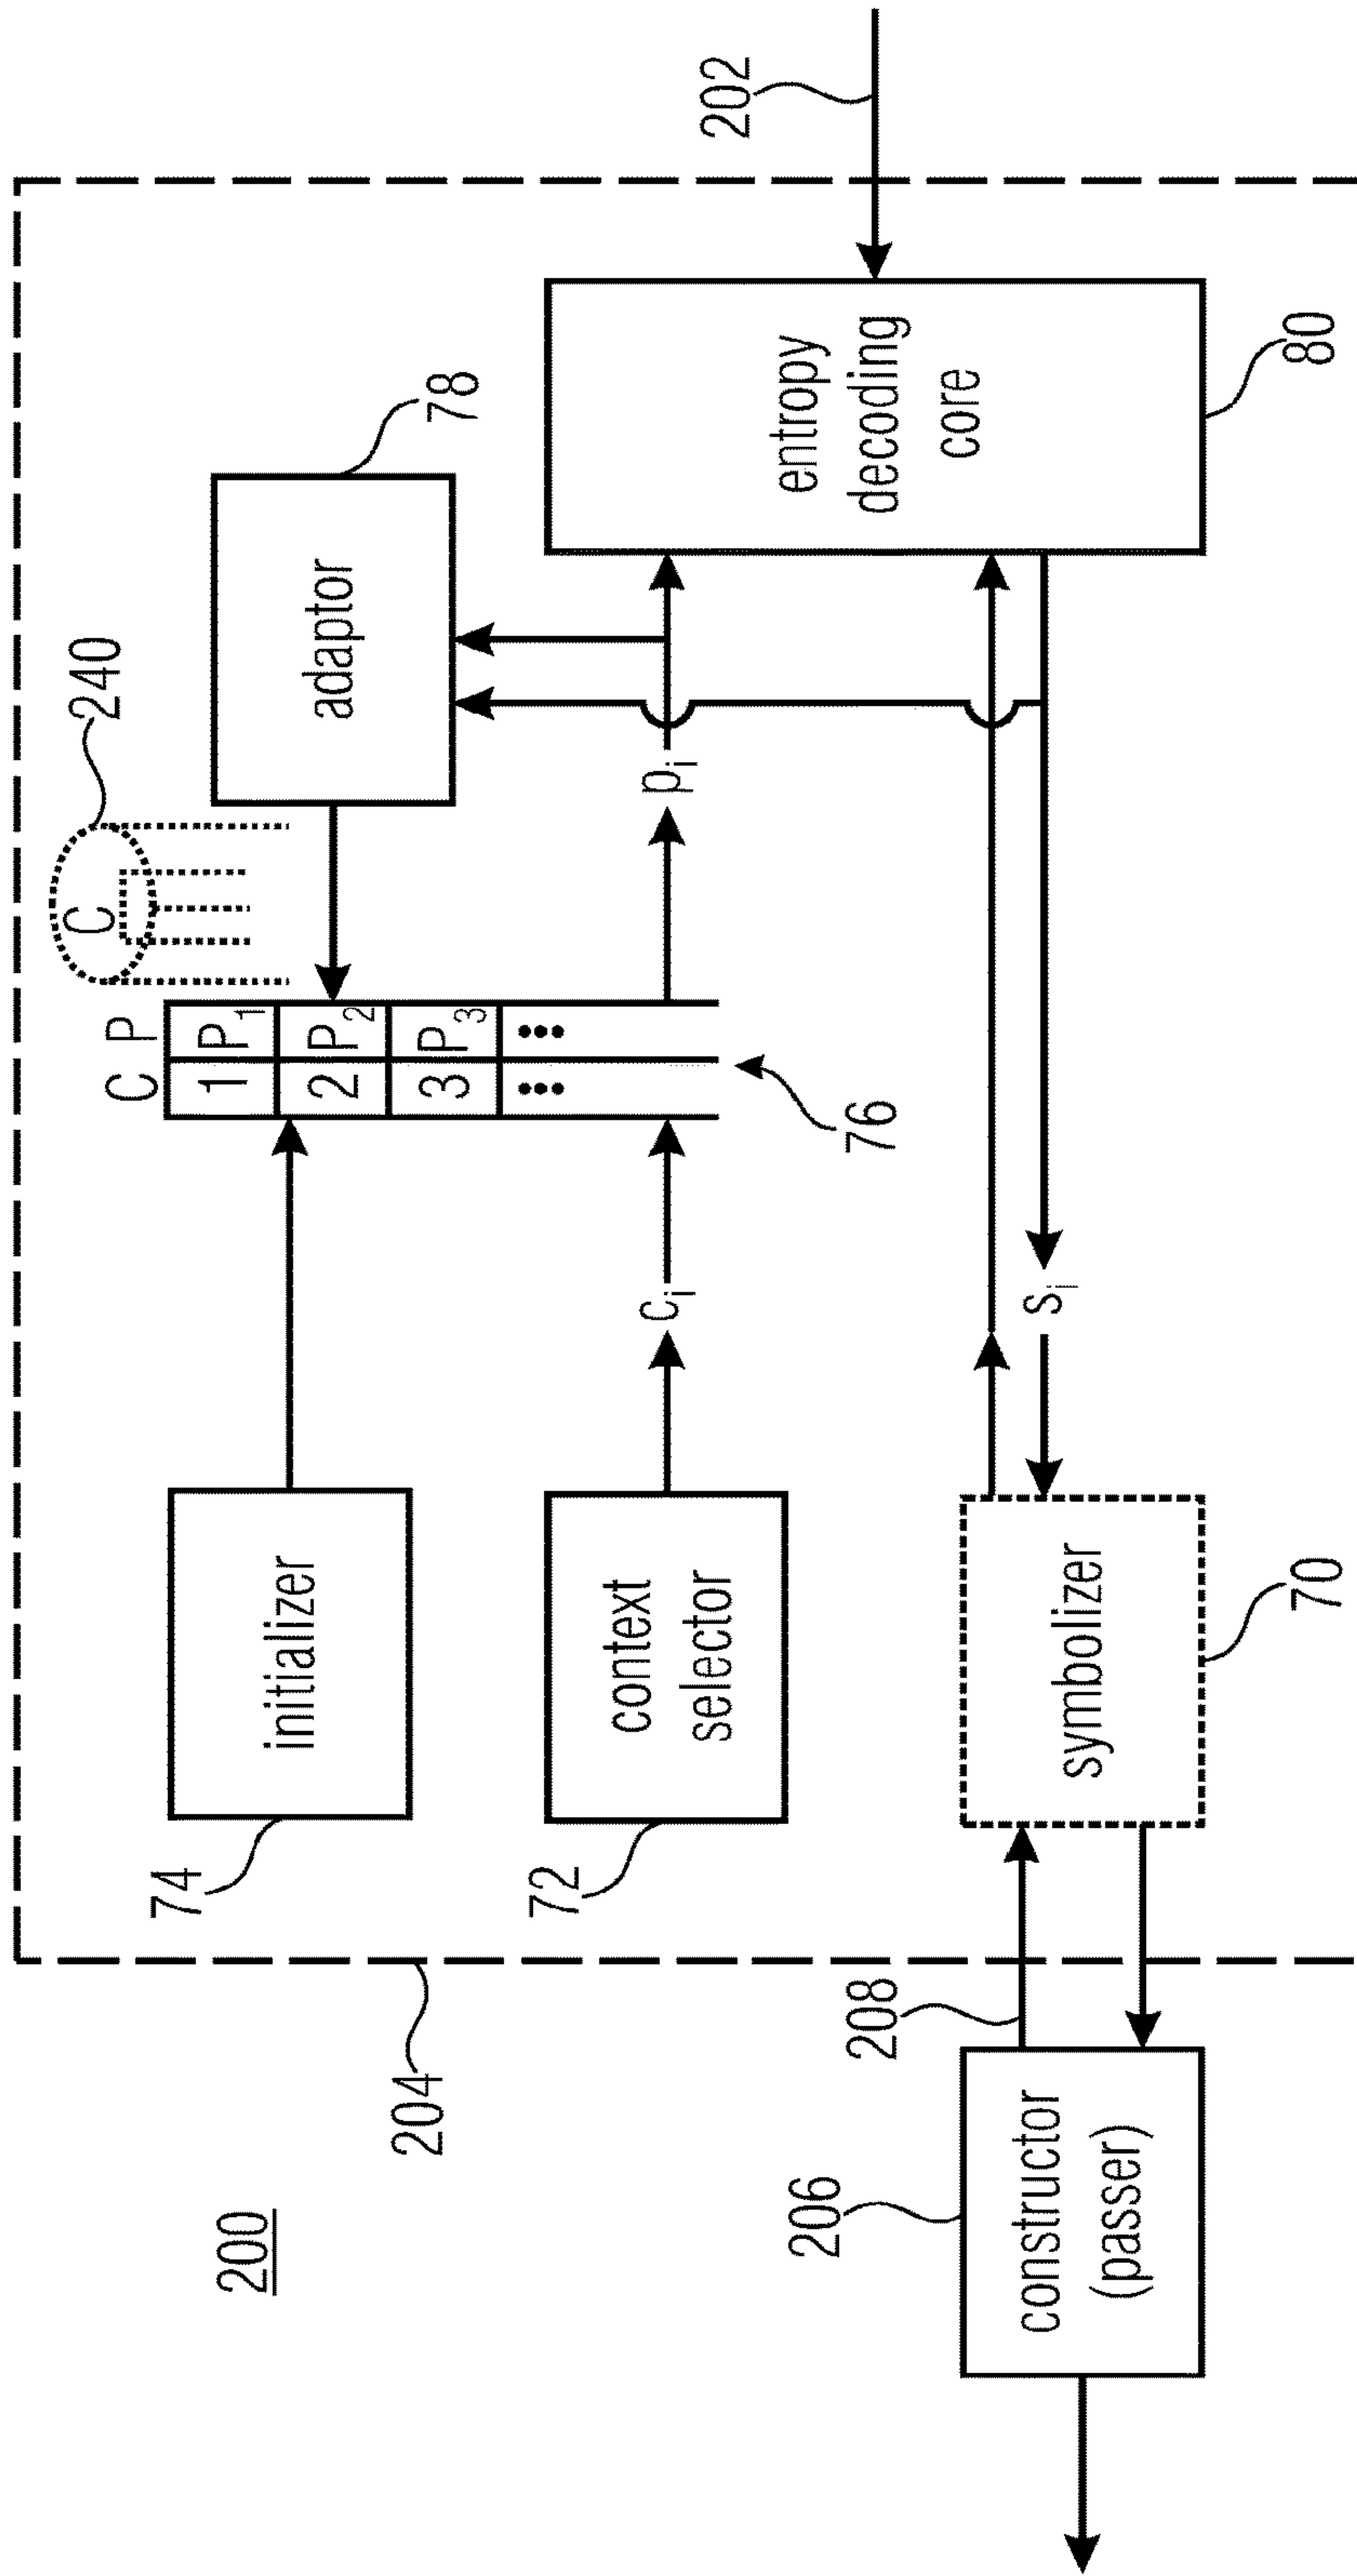 200
204
240
C
74
initializer
C P
1 P1
2 P2
3 P3
... ...
76
adaptor
78
72
context
selector
ci
pi
202
entropy
decoding
core
80
206
constructor
(passer)
208
symbolizer
70
si